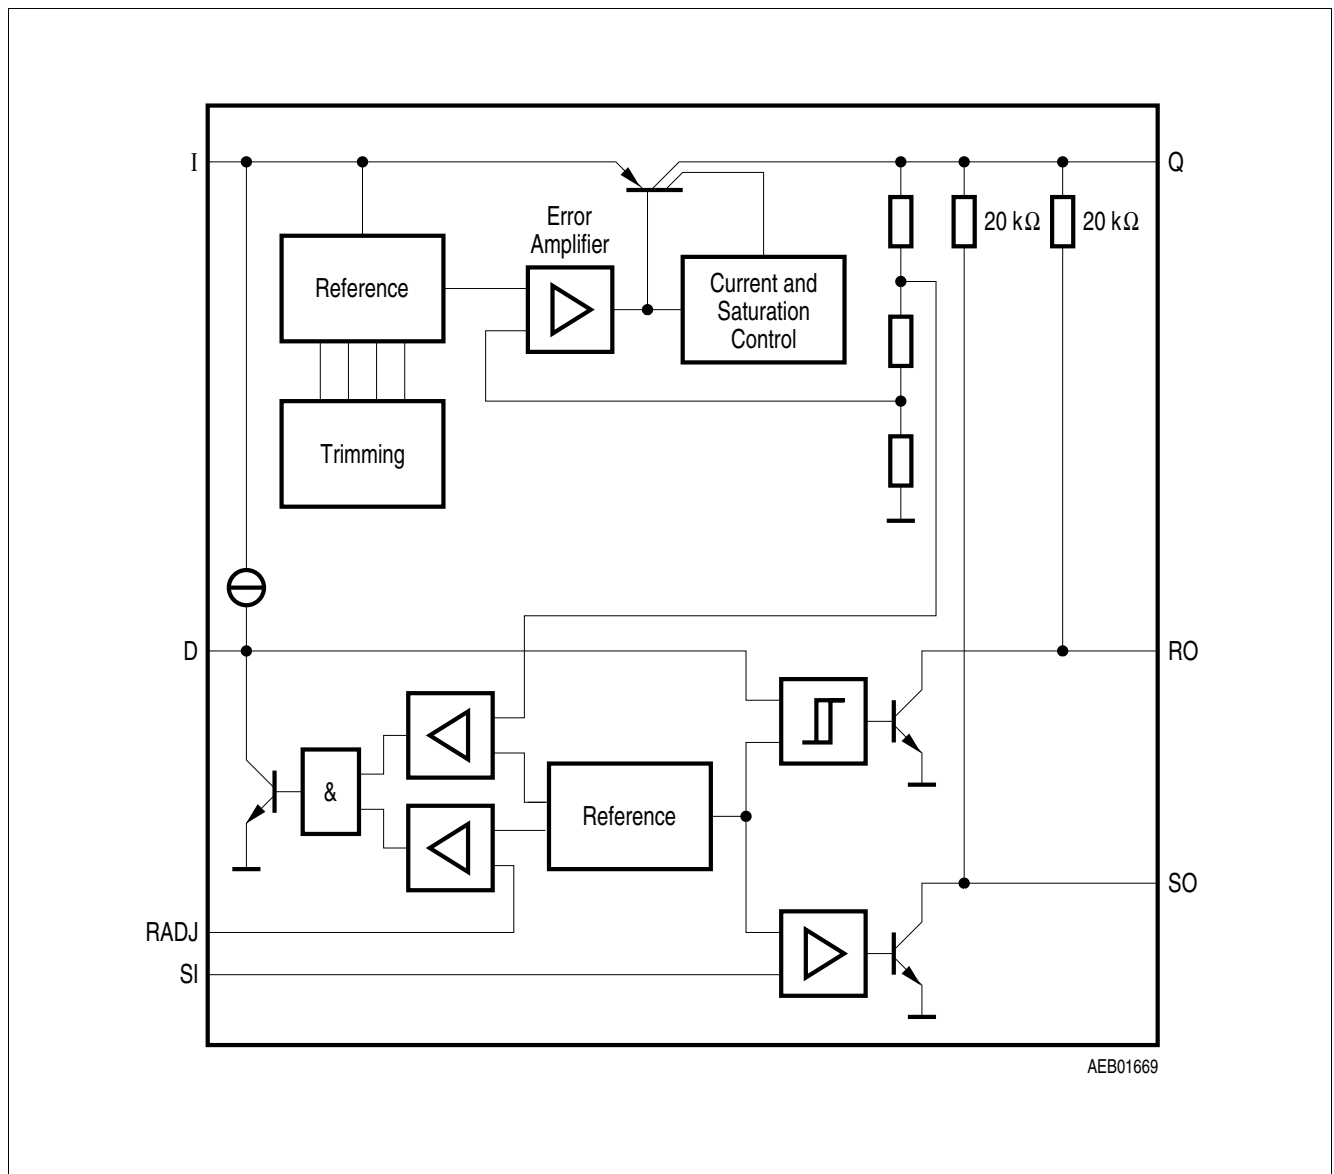 I
Q
Error
Amplifier
20 kΩ
20 kΩ
Reference
Current and
Saturation
Control
Trimming
D
RO
&
Reference
SO
RADJ
SI
AEB01669